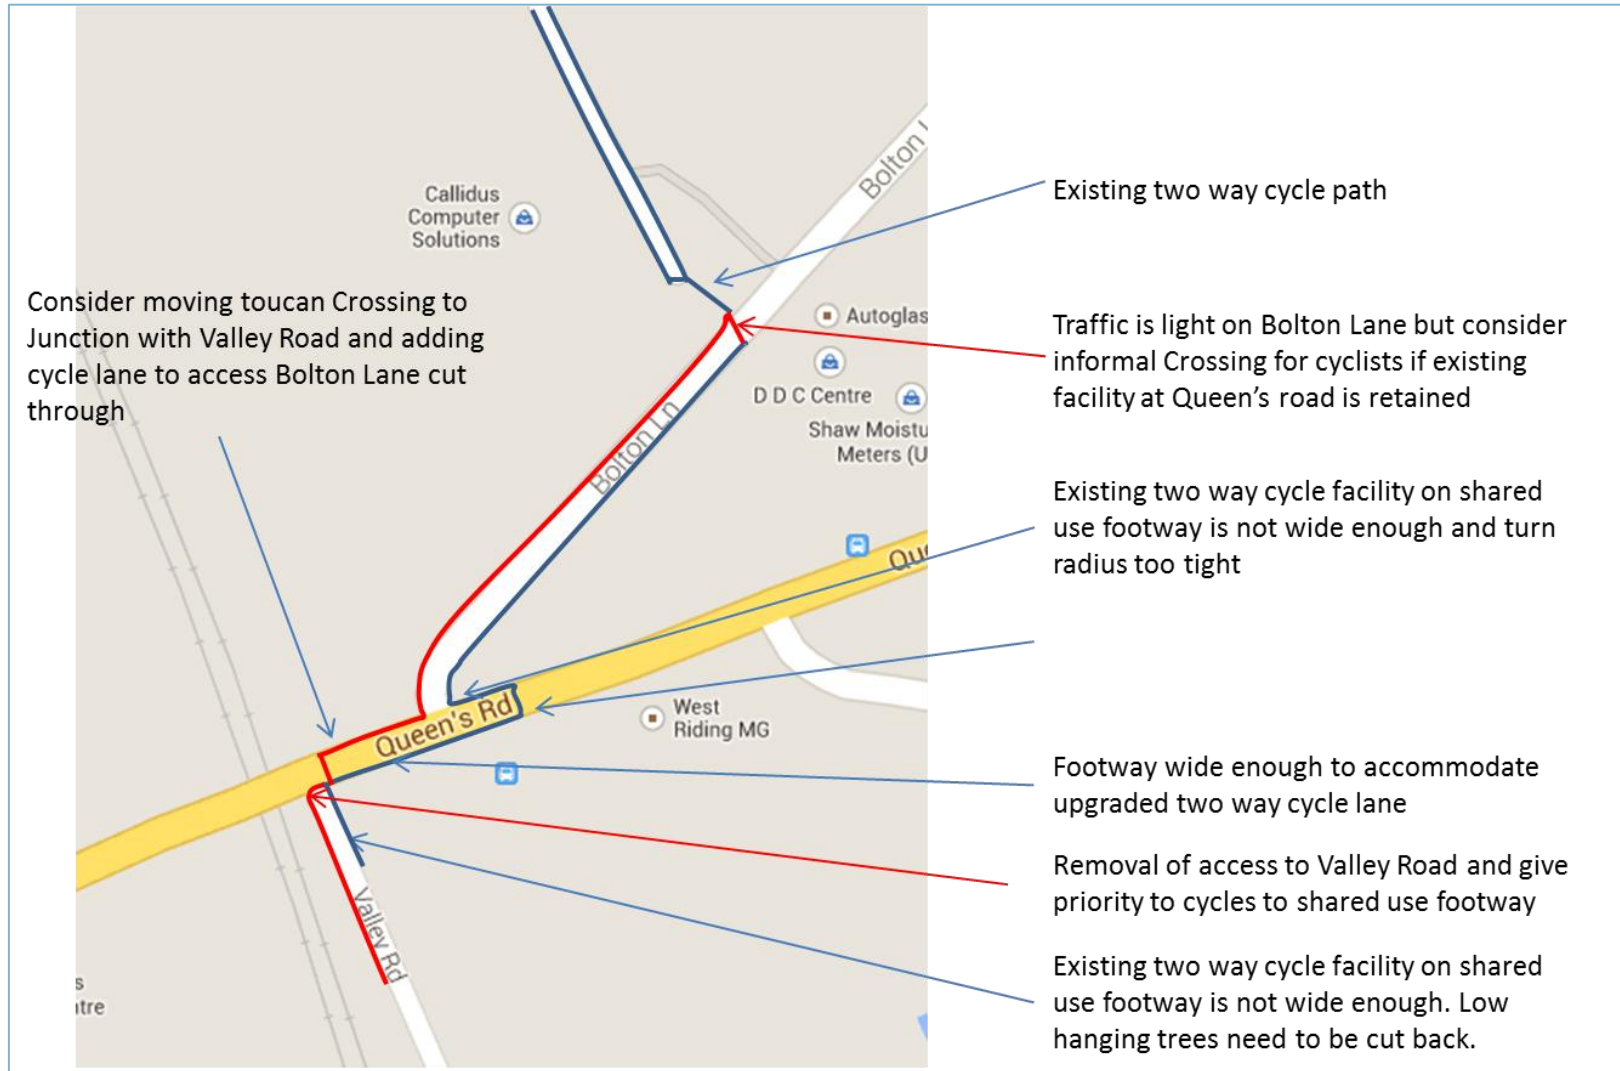 Callidus
Computer
Solutions
Bolton L
Existing two way cycle path
Consider moving toucan Crossing to
Junction with Valley Road and adding
cycle lane to access Bolton Lane cut
through
Autoglas
Traffic is light on Bolton Lane but consider
informal Crossing for cyclists if existing
facility at Queen’s road is retained
D D C Centre
Shaw Moistu
Meters (U
Bolton Ln
Existing two way cycle facility on shared
use footway is not wide enough and turn
radius too tight
Que
West
Riding MG
Queen's Rd
Footway wide enough to accommodate
upgraded two way cycle lane
Removal of access to Valley Road and give
priority to cycles to shared use footway
Valley Rd
Existing two way cycle facility on shared
use footway is not wide enough. Low
hanging trees need to be cut back.
s
ntre